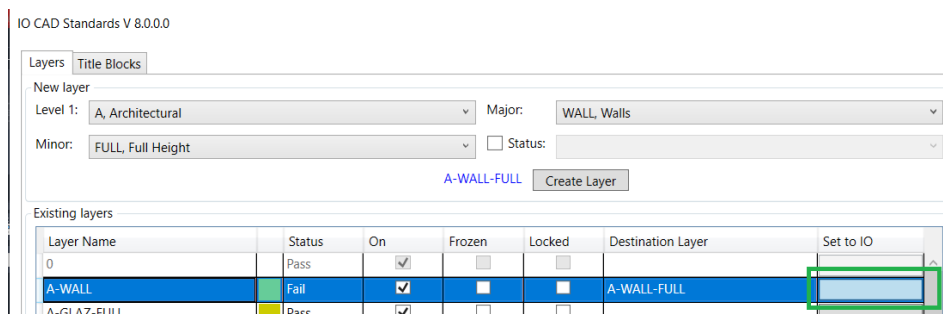 IO CAD Standards V 8.0.0.0
Layers Title Blocks
New layer
Level 1: A, Architectural Major: WALL, Walls
Minor: FULL, Full Height Status:
A-WALL-FULL Create Layer
Existing layers
Layer Name Status On Frozen Locked Destination Layer Set to IO
0 Pass
A-WALL Fail A-WALL-FULL
A-GLAZ-FULL Pass